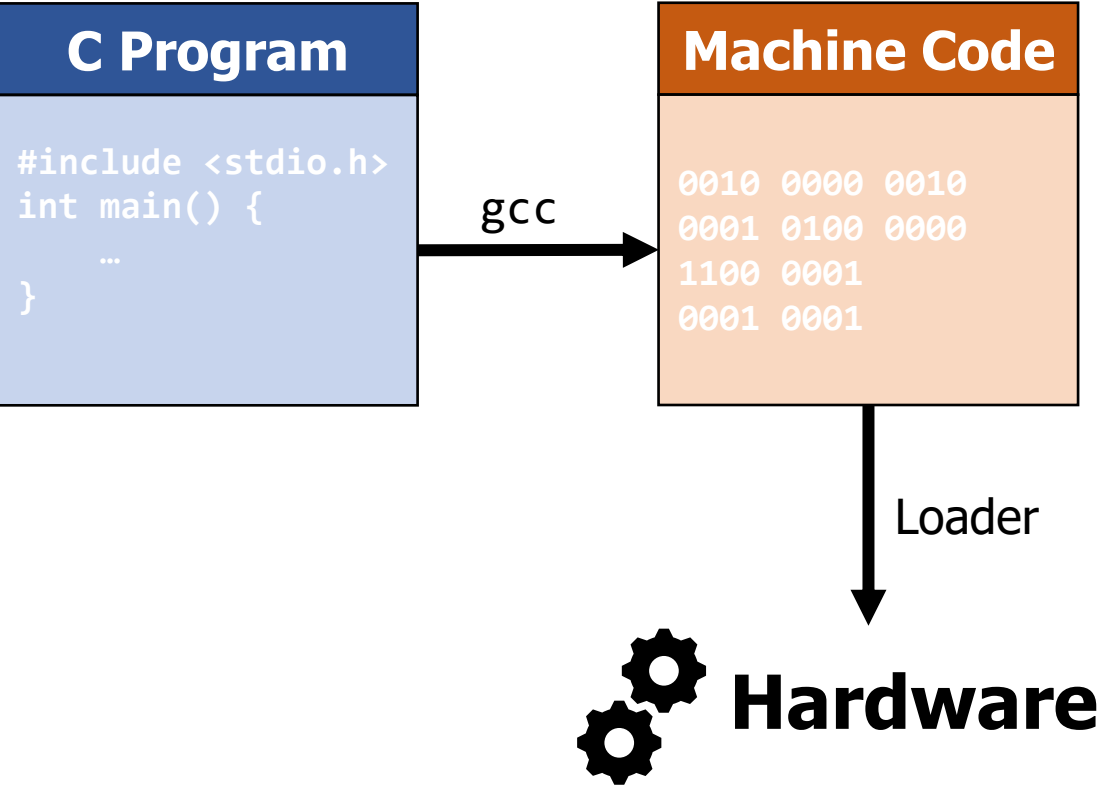 C Program
#include <stdio.h>
int main() {
    …
}
gcc
Machine Code
0010 0000 0010
0001 0100 0000
1100 0001
0001 0001
Loader
Hardware